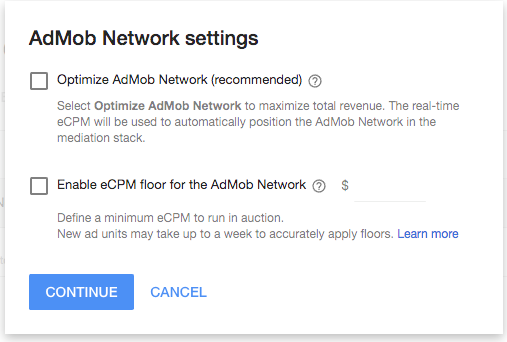 AdMob Network settings
Optimize AdMob Network (recommended)
Select Optimize AdMob Network to maximize total revenue. The real-time
eCPM will be used to automatically position the AdMob Network in the
mediation stack.
Enable eCPM floor for the AdMob Network $
Define a minimum eCPM to run in auction.
New ad units may take up to a week to accurately apply floors. Learn more
CONTINUE CANCEL